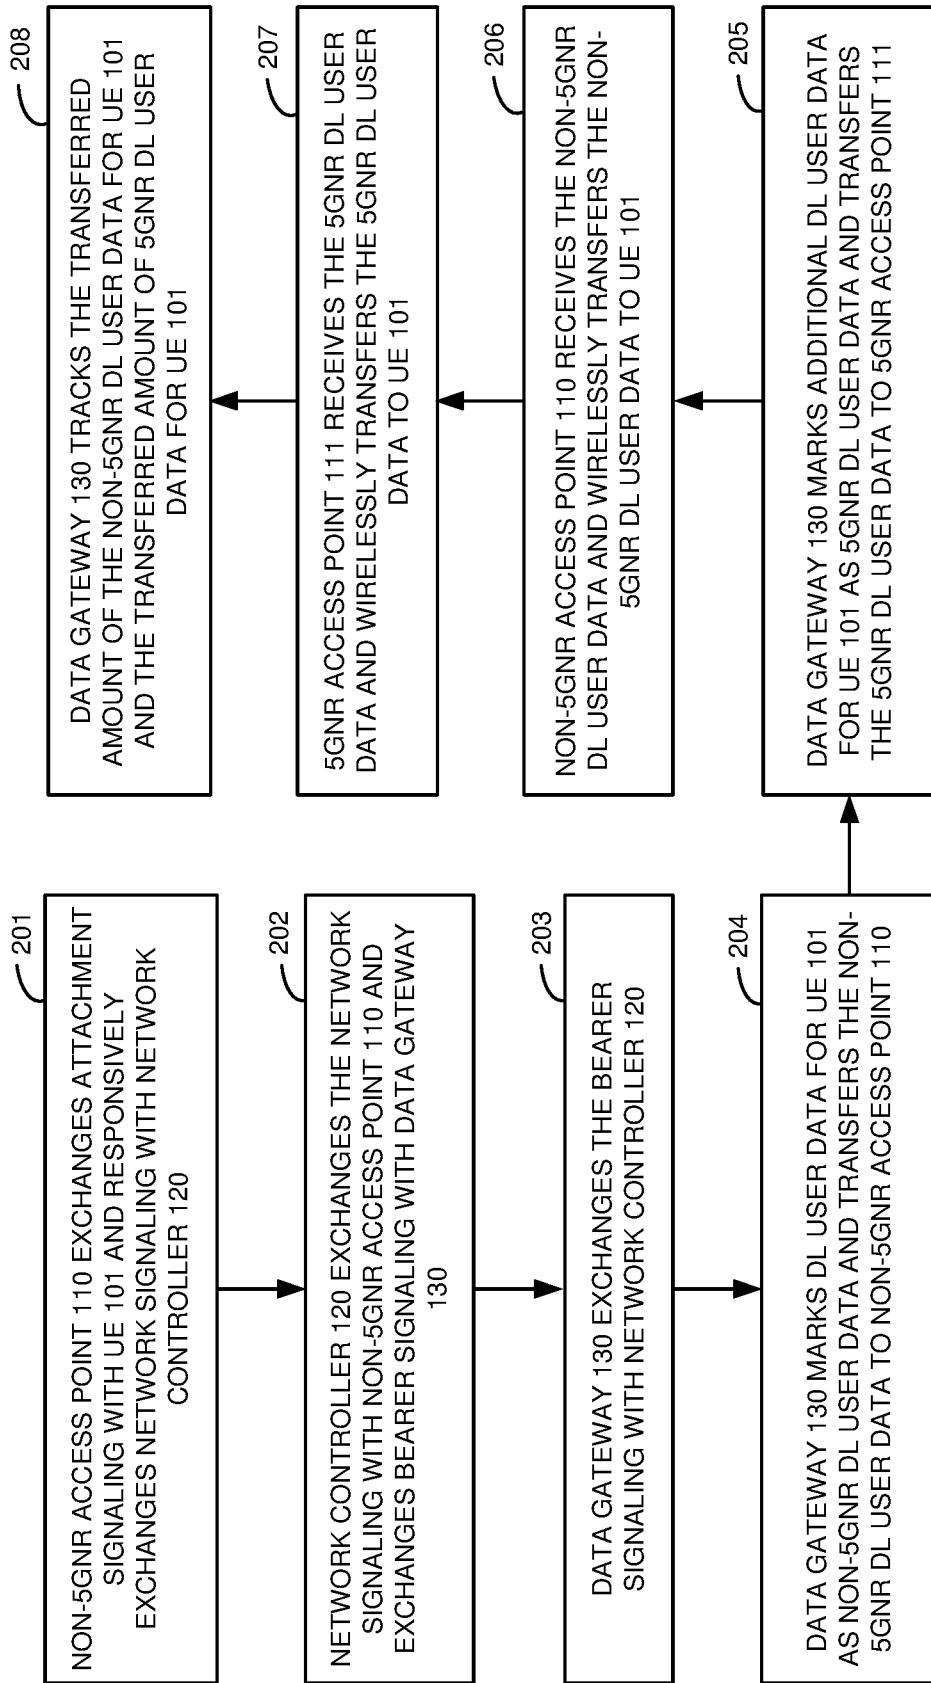 201
NON-5GNR ACCESS POINT 110 EXCHANGES ATTACHMENT
SIGNALING WITH UE 101 AND RESPONSIVELY
EXCHANGES NETWORK SIGNALING WITH NETWORK
CONTROLLER 120
202
NETWORK CONTROLLER 120 EXCHANGES THE NETWORK
SIGNALING WITH NON-5GNR ACCESS POINT 110 AND
EXCHANGES BEARER SIGNALING WITH DATA GATEWAY
130
203
DATA GATEWAY 130 EXCHANGES THE BEARER
SIGNALING WITH NETWORK CONTROLLER 120
204
DATA GATEWAY 130 MARKS DL USER DATA FOR UE 101
AS NON-5GNR DL USER DATA AND TRANSFERS THE NON-
5GNR DL USER DATA TO NON-5GNR ACCESS POINT 110
205
DATA GATEWAY 130 MARKS ADDITIONAL DL USER DATA
FOR UE 101 AS 5GNR DL USER DATA AND TRANSFERS
THE 5GNR DL USER DATA TO 5GNR ACCESS POINT 111
206
NON-5GNR ACCESS POINT 110 RECEIVES THE NON-5GNR
DL USER DATA AND WIRELESSLY TRANSFERS THE NON-
5GNR DL USER DATA TO UE 101
207
5GNR ACCESS POINT 111 RECEIVES THE 5GNR DL USER
DATA AND WIRELESSLY TRANSFERS THE 5GNR DL USER
DATA TO UE 101
208
DATA GATEWAY 130 TRACKS THE TRANSFERRED
AMOUNT OF THE NON-5GNR DL USER DATA FOR UE 101
AND THE TRANSFERRED AMOUNT OF 5GNR DL USER
DATA FOR UE 101